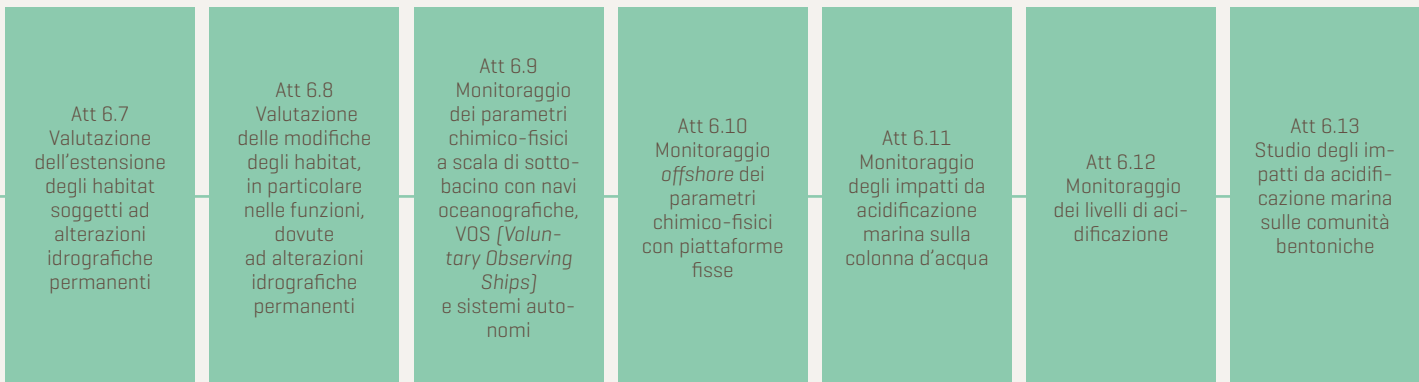 Att 6.7
Valutazione
dell'estensione
degli habitat
soggetti ad
alterazioni
idrografiche
permanenti
Att 6.8
Valutazione
delle modifiche
degli habitat,
in particolare
nelle funzioni,
dovute
ad alterazioni
idrografiche
permanenti
Att 6.9
Monitoraggio
dei parametri
chimico-fisici
a scala di sotto-
bacino con navi
oceanografiche,
VOS (Volun-
tary Observing
Ships)
e sistemi auto-
nomi
Att 6.10
Monitoraggio
offshore dei
parametri
chimico-fisici
con piattaforme
fisse
Att 6.11
Monitoraggio
degli impatti da
acidificazione
marina sulla
colonna d'acqua
Att 6.12
Monitoraggio
dei livelli di aci-
dificazione
Att 6.13
Studio degli im-
patti da acidifi-
cazione marina
sulle comunità
bentoniche